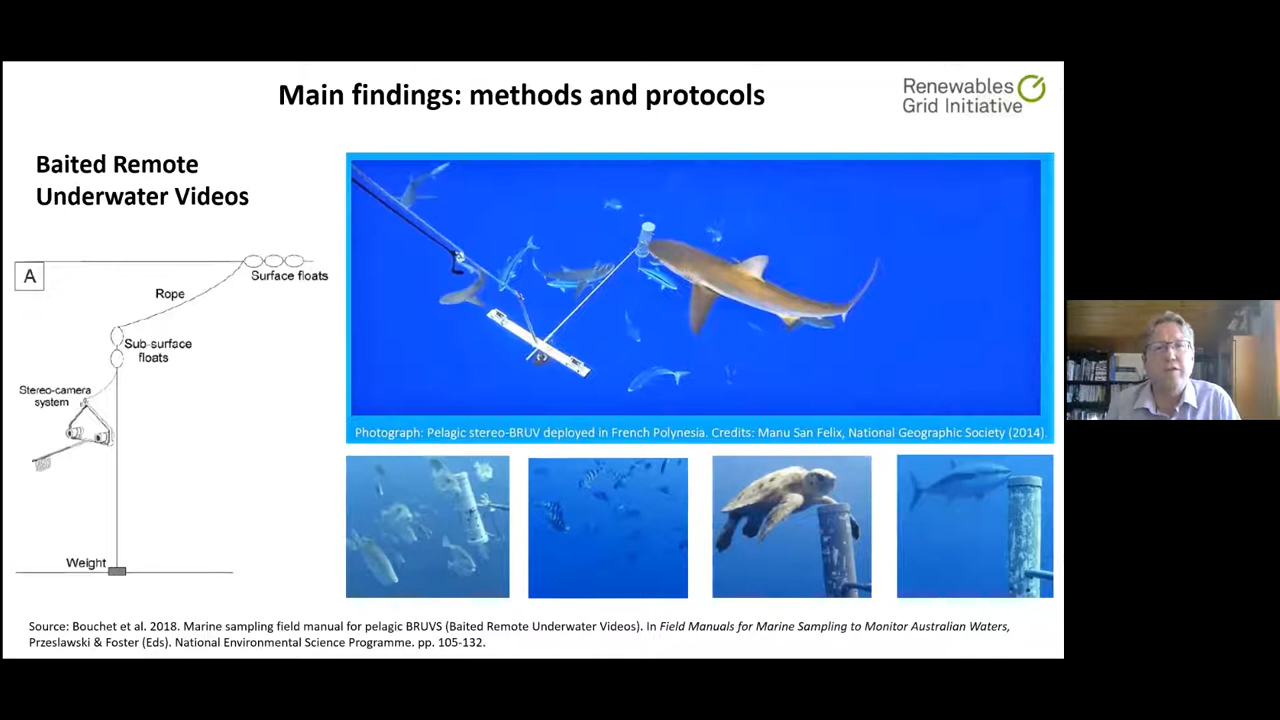 Main findings: methods and protocols
Renewables
Grid Initiative
Baited Remote
Underwater Videos
A
Surface floats
Rope
Sub-surface
floats
Stereo-camera
system
Weight
Photograph: Pelagic stereo-BRUV deployed in French Polynesia. Credits: Manu San Felix, National Geographic Society (2014).
Source: Bouchet et al. 2018. Marine sampling field manual for pelagic BRUVS (Baited Remote Underwater Videos). In Field Manuals for Marine Sampling to Monitor Australian Waters,
Przeslawski & Foster (Eds). National Environmental Science Programme. pp. 105-132.